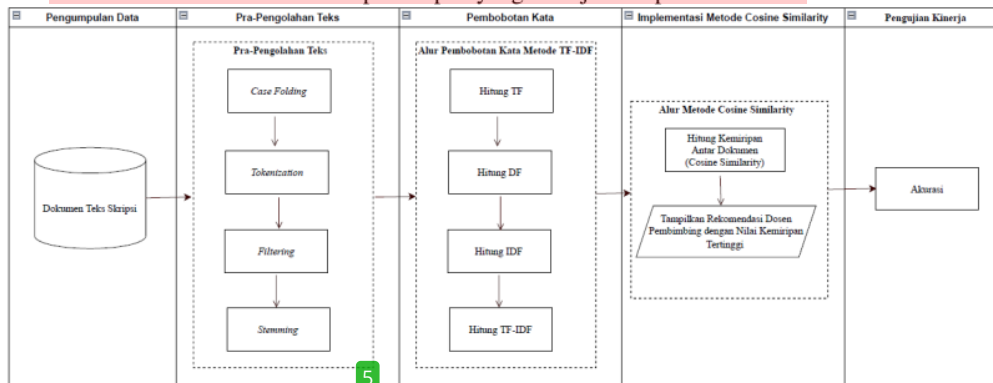 Pengumpulan Data
Pra-Pengolahan Teks
Pembobotan Kata
Implementasi Metode Cosine Similarity
Pengujian Kinerja
Pra-Pengolahan Teks
Alur Pembobotan Kata Metode TF-IDF
Case Folding
Hitung TF
Alur Metode Cosine Similarity
Hitung Kemiripan
Antar Dokumen
(Cosine Similarity)
Tokenization
Hitung DF
Dokumen Teks Skripsi
Akurasi
Tampilkan Rekomendasi Dosen
Pembimbing dengan Nilai Kemiripan
Tertinggi
Filtering
Hitung IDF
Stemming
Hitung TF-IDF
5